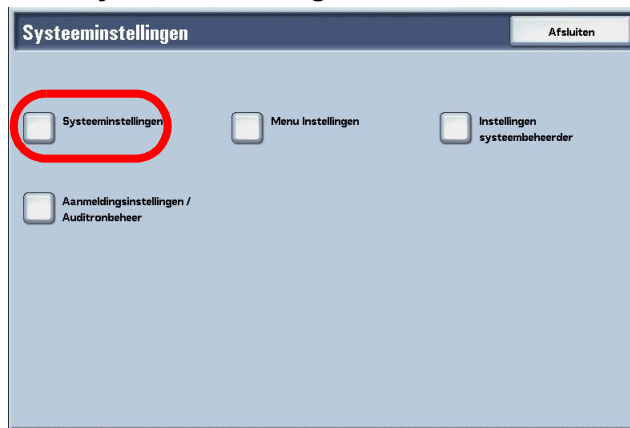 Systeeminstellingen
Afsluiten
Systeeminstellingen
Menu Instellingen
Instellingen
systeembeheerder
Aanmeldingsinstellingen /
Auditronbeheer